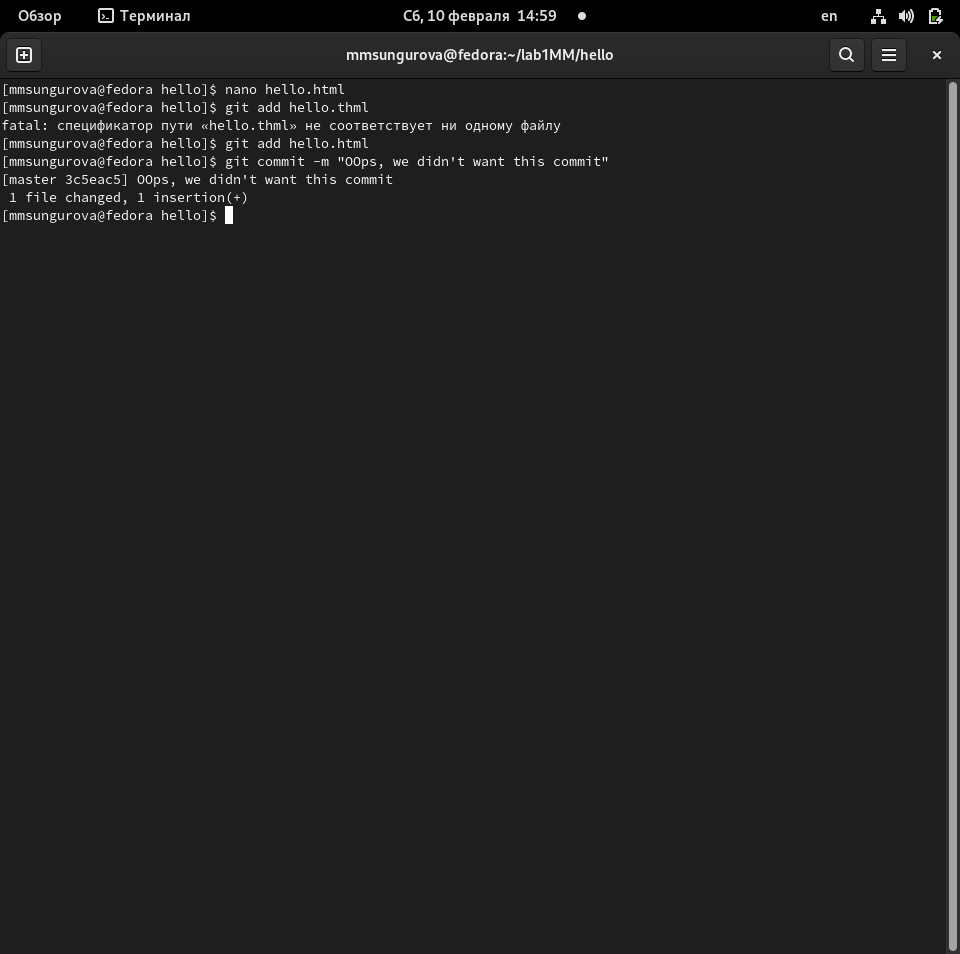 Обзор Терминал Сб, 10 февраля 14:59 en
mmsungurova@fedora:~/lab1MM/hello
[mmsungurova@fedora hello]$ nano hello.html
[mmsungurova@fedora hello]$ git add hello.thml
fatal: спецификатор пути «hello.thml» не соответствует ни одному файлу
[mmsungurova@fedora hello]$ git add hello.html
[mmsungurova@fedora hello]$ git commit -m "OOps, we didn't want this commit"
[master 3c5eac5] OOps, we didn't want this commit
 1 file changed, 1 insertion(+)
[mmsungurova@fedora hello]$